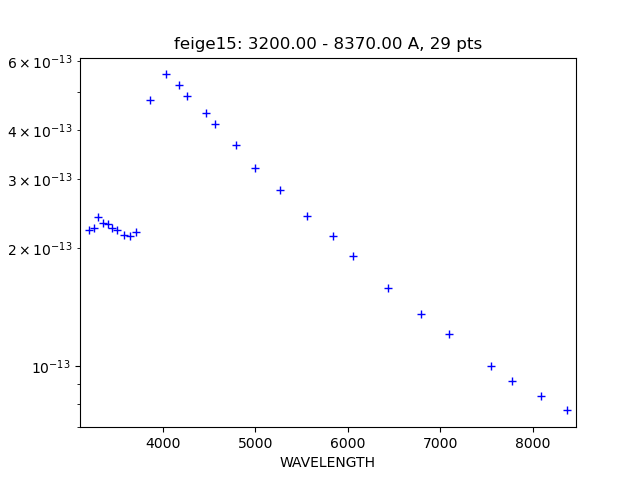 feige15: 3200.00 - 8370.00 A, 29 pts
6 × 10⁻¹³
4 × 10⁻¹³
3 × 10⁻¹³
2 × 10⁻¹³
10⁻¹³
4000 5000 6000 7000 8000
WAVELENGTH